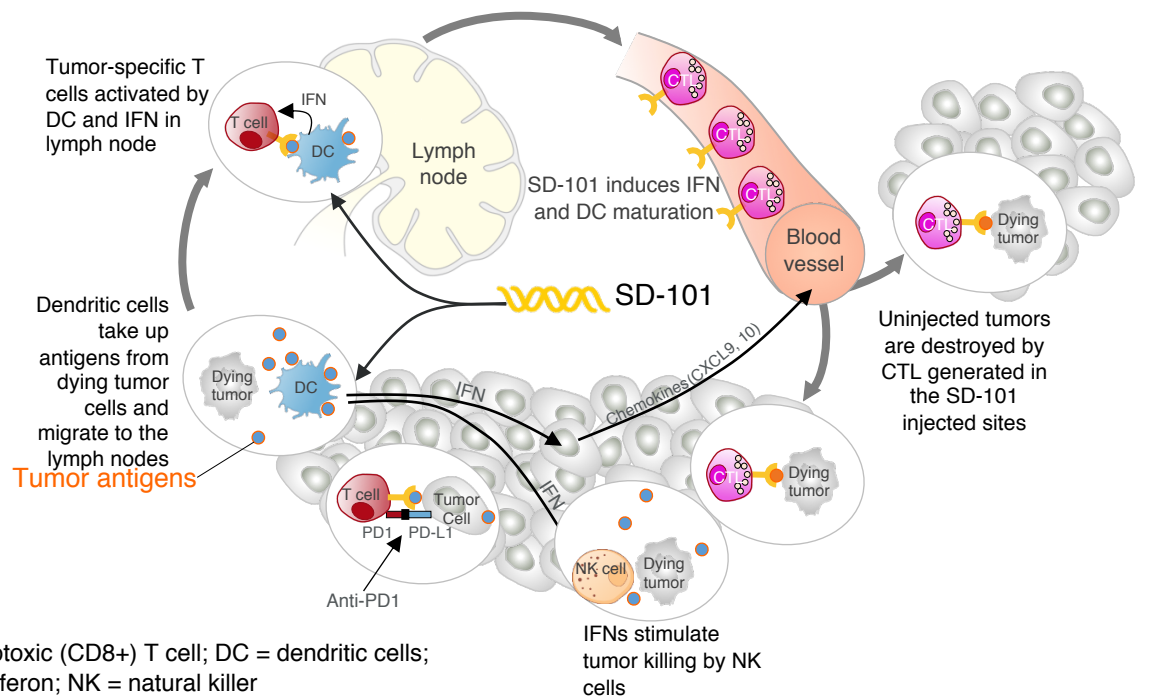 Tumor-specific T
cells activated by
DC and IFN in
lymph node
IFN
T cell
DC
Lymph
node
CTL
CTL
CTL
SD-101 induces IFN
and DC maturation
Blood
vessel
CTL
Dying
tumor
SD-101
Dendritic cells
take up
antigens from
dying tumor
cells and
migrate to the
lymph nodes
Dying
tumor
DC
Tumor antigens
IFN
Chemokines (CXCL9, 10)
Uninjected tumors
are destroyed by
CTL generated in
the SD-101
injected sites
T cell
Tumor
Cell
PD1
PD-L1
Anti-PD1
IFN
CTL
Dying
tumor
NK cell
Dying
tumor
IFNs stimulate
tumor killing by NK
cells
otoxic (CD8+) T cell; DC = dendritic cells;
feron; NK = natural killer